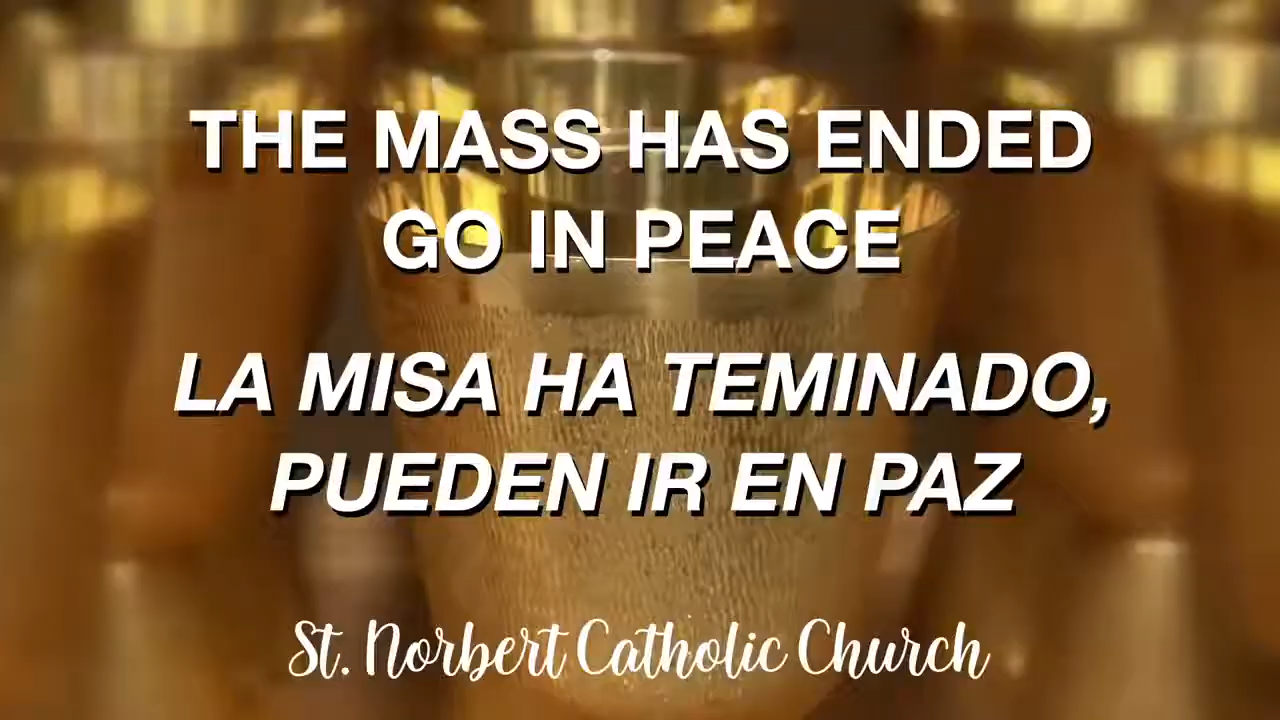 THE MASS HAS ENDED
GO IN PEACE
LA MISA HA TEMINADO,
PUEDEN IR EN PAZ
St. Norbert Catholic Church